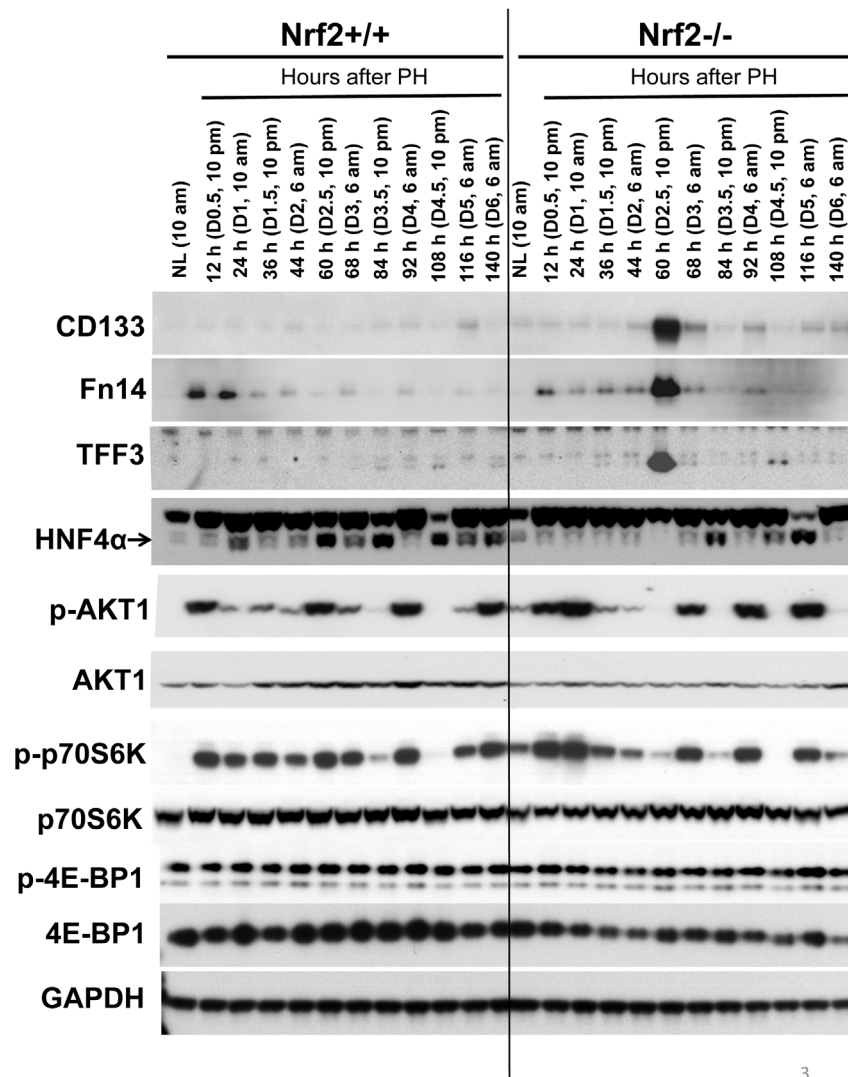 Nrf2+/+
Nrf2-/-
Hours after PH
Hours after PH
NL (10 am)
12 h (D0.5, 10 pm)
24 h (D1, 10 am)
36 h (D1.5, 10 pm)
44 h (D2, 6 am)
60 h (D2.5, 10 pm)
68 h (D3, 6 am)
84 h (D3.5, 10 pm)
92 h (D4, 6 am)
108 h (D4.5, 10 pm)
116 h (D5, 6 am)
140 h (D6, 6 am)
NL (10 am)
12 h (D0.5, 10 pm)
24 h (D1, 10 am)
36 h (D1.5, 10 pm)
44 h (D2, 6 am)
60 h (D2.5, 10 pm)
68 h (D3, 6 am)
84 h (D3.5, 10 pm)
92 h (D4, 6 am)
108 h (D4.5, 10 pm)
116 h (D5, 6 am)
140 h (D6, 6 am)
CD133
Fn14
TFF3
HNF4α→
p-AKT1
AKT1
p-p70S6K
p70S6K
p-4E-BP1
4E-BP1
GAPDH
3